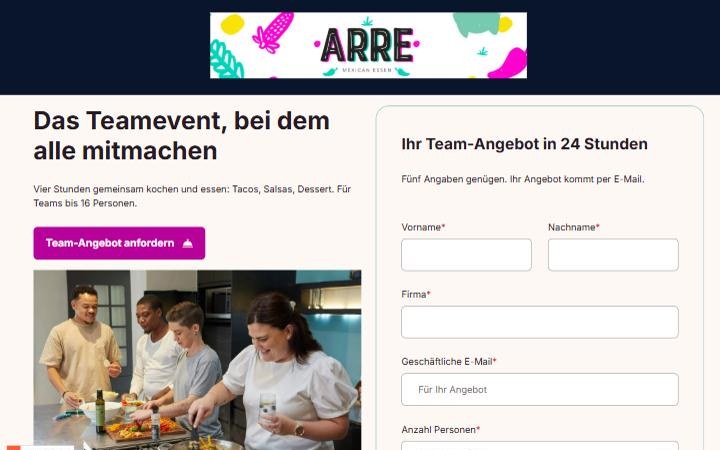 ARRE
MEXICAN ESSEN
Das Teamevent, bei dem
alle mitmachen
Vier Stunden gemeinsam kochen und essen: Tacos, Salsas, Dessert. Für
Teams bis 16 Personen.
Team-Angebot anfordern
Ihr Team-Angebot in 24 Stunden
Fünf Angaben genügen. Ihr Angebot kommt per E-Mail.
Vorname*
Nachname*
Firma*
Geschäftliche E-Mail*
Für Ihr Angebot
Anzahl Personen*